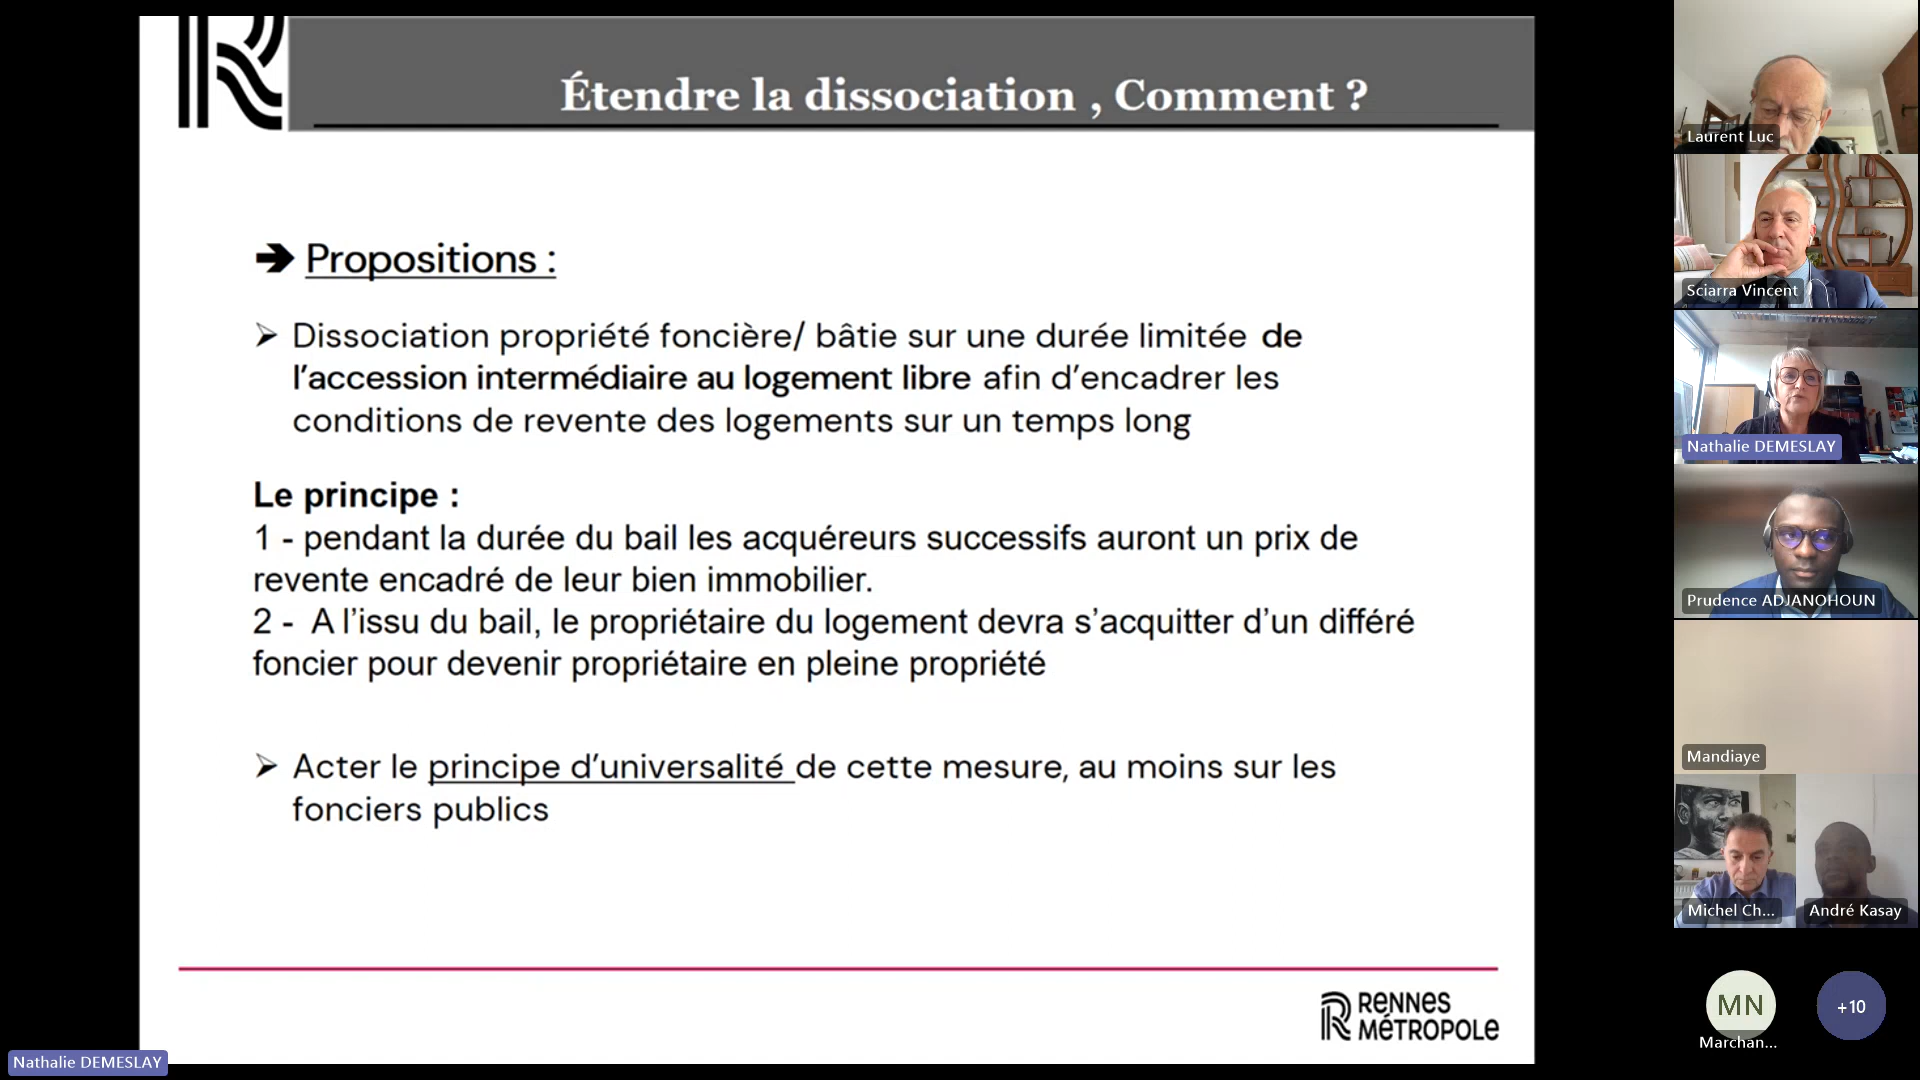 Étendre la dissociation , Comment ?
➔ Propositions :
➢ Dissociation propriété foncière/ bâtie sur une durée limitée de
l’accession intermédiaire au logement libre afin d’encadrer les
conditions de revente des logements sur un temps long
Le principe :
1 - pendant la durée du bail les acquéreurs successifs auront un prix de
revente encadré de leur bien immobilier.
2 - A l’issu du bail, le propriétaire du logement devra s’acquitter d’un différé
foncier pour devenir propriétaire en pleine propriété
➢ Acter le principe d’universalité de cette mesure, au moins sur les
fonciers publics
RENNES
MÉTROPOLE
Nathalie DEMESLAY
Laurent Luc
Sciarra Vincent
Nathalie DEMESLAY
Prudence ADJANOHOUN
Mandiaye
Michel Ch...
André Kasay
MN
+10
Marchan...